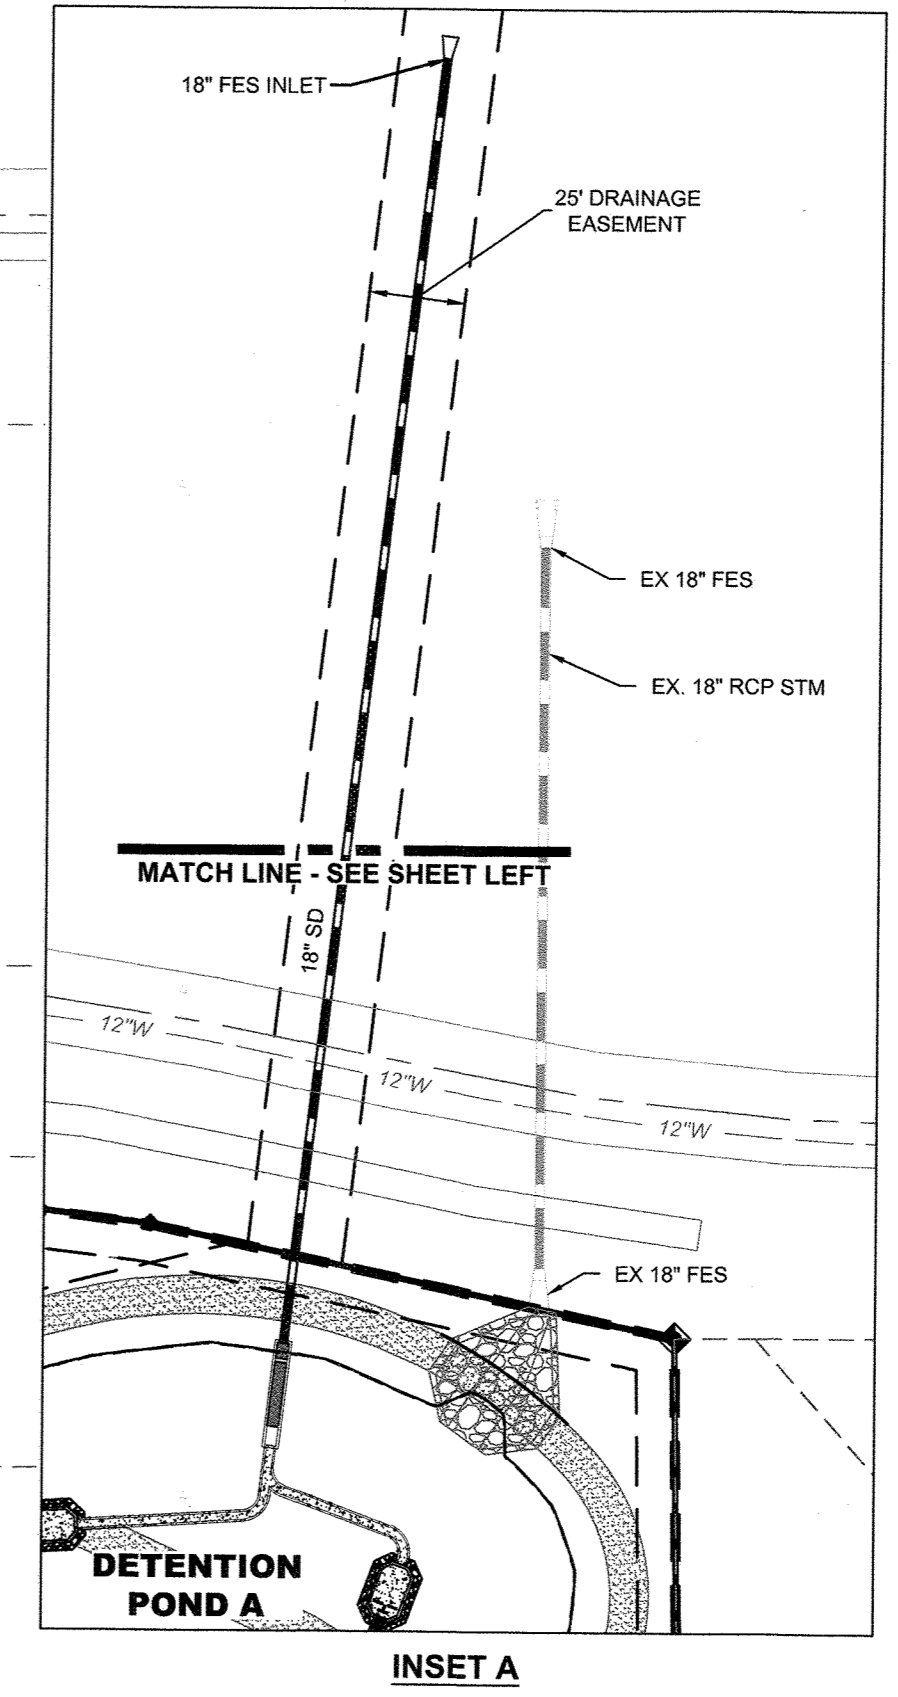 18" FES INLET
25' DRAINAGE
EASEMENT
EX 18" FES
EX. 18" RCP STM
MATCH LINE - SEE SHEET LEFT
18" SD
12"W
12"W
12"W
EX 18" FES
DETENTION
POND A
INSET A